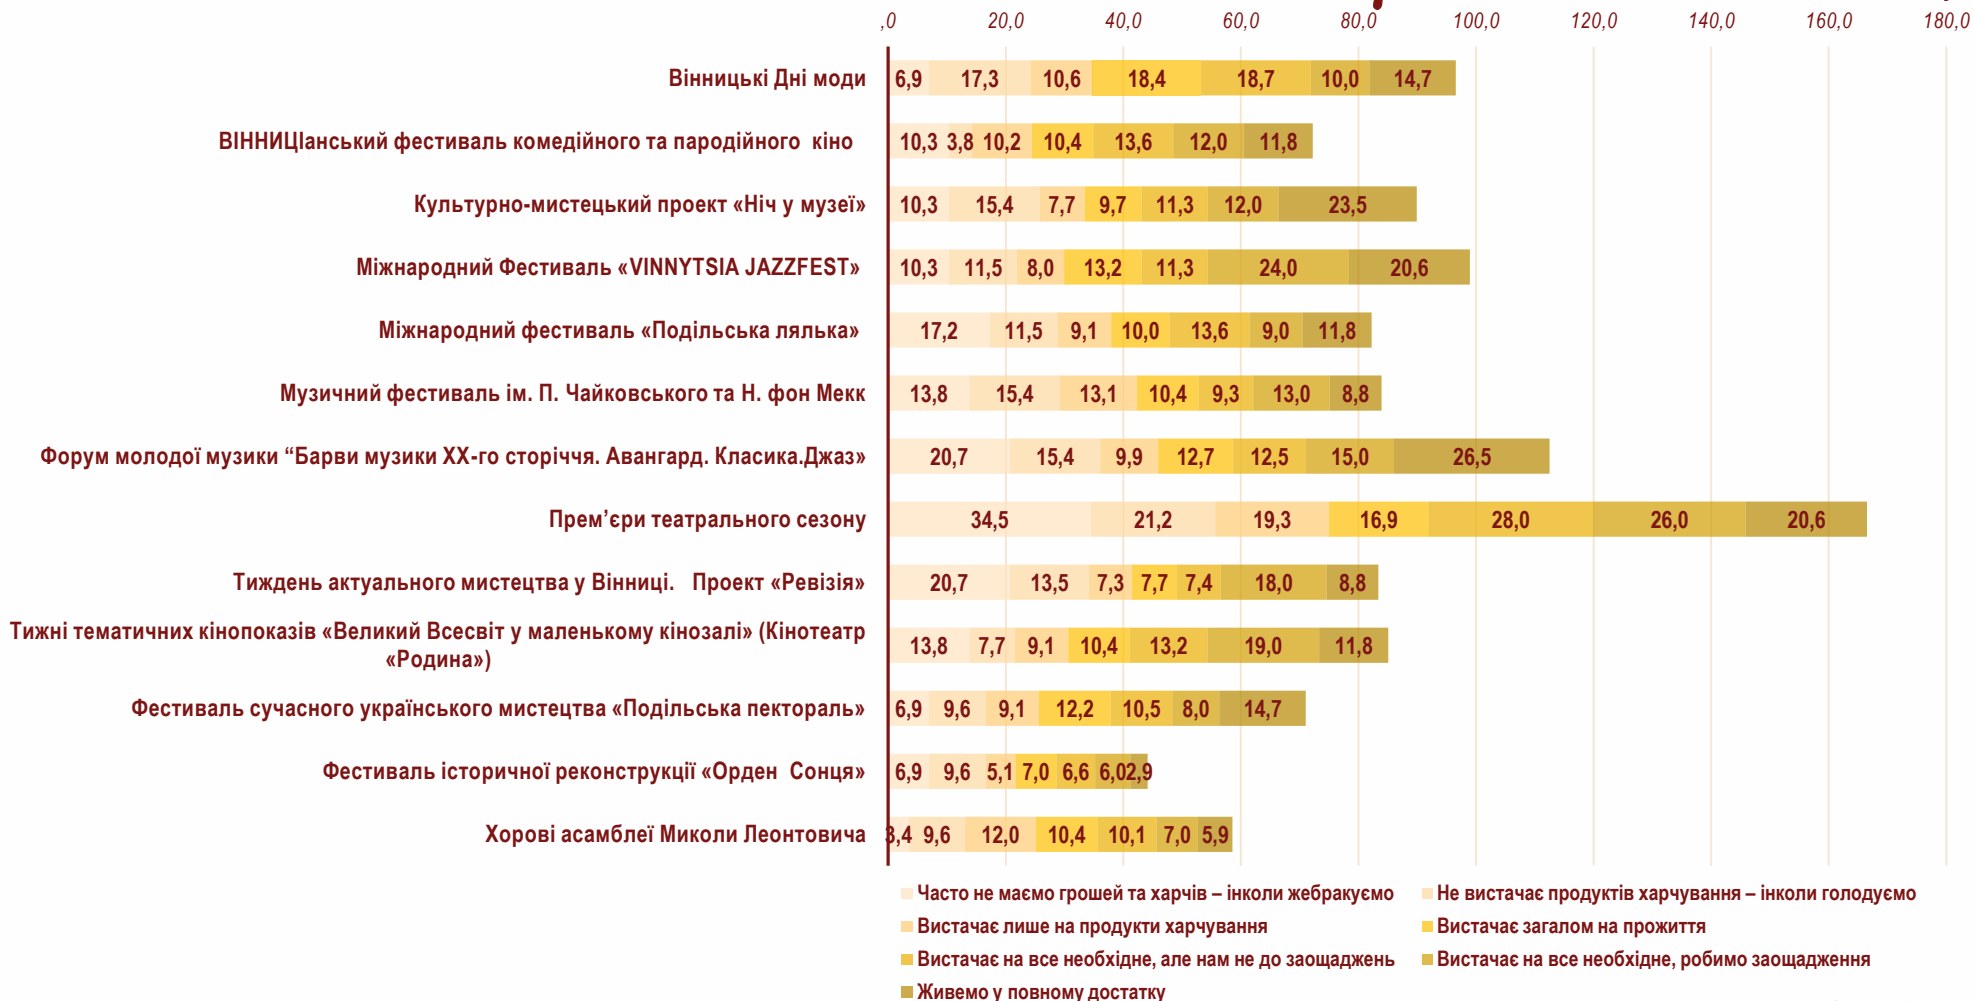 ,0 20,0 40,0 60,0 80,0 100,0 120,0 140,0 160,0 180,0
Вінницькі Дні моди 6,9 17,3 10,6 18,4 18,7 10,0 14,7
ВІННИЦІанський фестиваль комедійного та пародійного кіно 10,3 3,8 10,2 10,4 13,6 12,0 11,8
Культурно-мистецький проект «Ніч у музеї» 10,3 15,4 7,7 9,7 11,3 12,0 23,5
Міжнародний Фестиваль «VINNYTSIA JAZZFEST» 10,3 11,5 8,0 13,2 11,3 24,0 20,6
Міжнародний фестиваль «Подільська лялька» 17,2 11,5 9,1 10,0 13,6 9,0 11,8
Музичний фестиваль ім. П. Чайковського та Н. фон Мекк 13,8 15,4 13,1 10,4 9,3 13,0 8,8
Форум молодої музики “Барви музики ХХ-го сторіччя. Авангард. Класика.Джаз» 20,7 15,4 9,9 12,7 12,5 15,0 26,5
Прем’єри театрального сезону 34,5 21,2 19,3 16,9 28,0 26,0 20,6
Тиждень актуального мистецтва у Вінниці. Проект «Ревізія» 20,7 13,5 7,3 7,7 7,4 18,0 8,8
Тижні тематичних кінопоказів «Великий Всесвіт у маленькому кінозалі» (Кінотеатр
«Родина») 13,8 7,7 9,1 10,4 13,2 19,0 11,8
Фестиваль сучасного українського мистецтва «Подільська пектораль» 6,9 9,6 9,1 12,2 10,5 8,0 14,7
Фестиваль історичної реконструкції «Орден Сонця» 6,9 9,6 5,1 7,0 6,6 6,0 2,9
Хорові асамблеї Миколи Леонтовича 3,4 9,6 12,0 10,4 10,1 7,0 5,9
Часто не маємо грошей та харчів – інколи жебракуємо
Не вистачає продуктів харчування – інколи голодуємо
Вистачає лише на продукти харчування
Вистачає загалом на прожиття
Вистачає на все необхідне, але нам не до заощаджень
Вистачає на все необхідне, робимо заощадження
Живемо у повному достатку